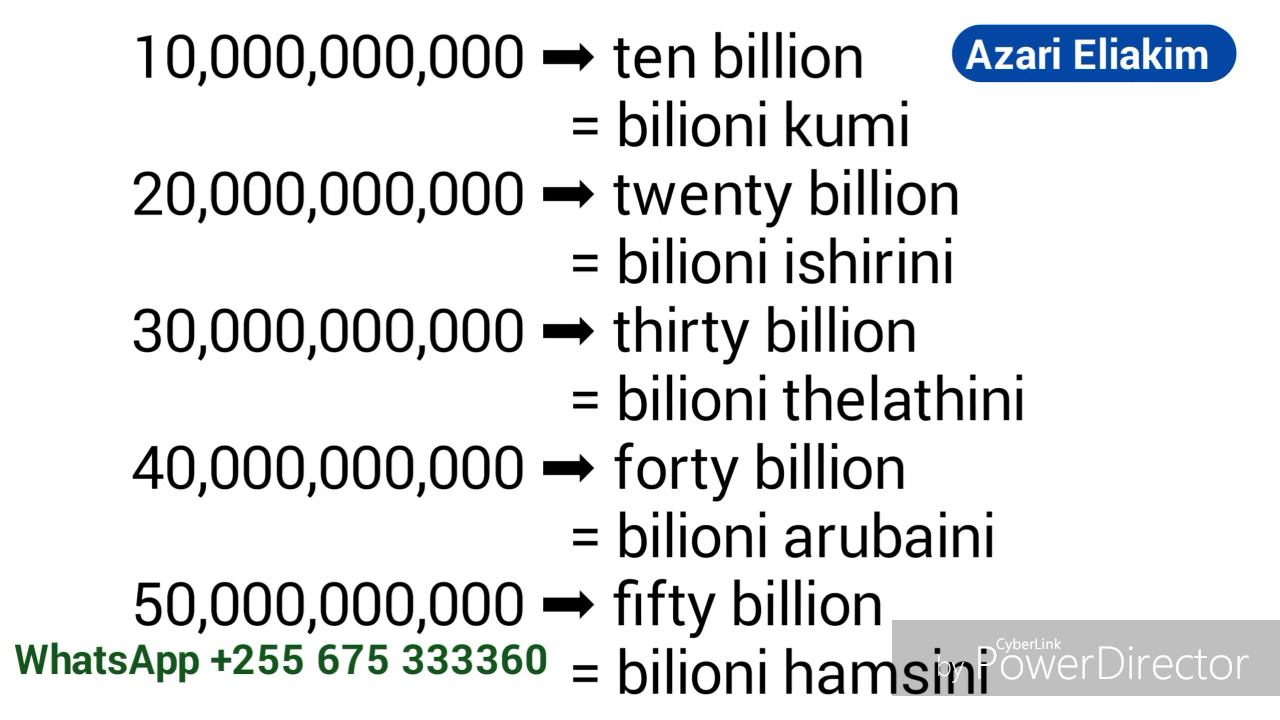 10,000,000,000 ➡ ten billion
Azari Eliakim
= bilioni kumi
20,000,000,000 ➡ twenty billion
= bilioni ishirini
30,000,000,000 ➡ thirty billion
= bilioni thelathini
40,000,000,000 ➡ forty billion
= bilioni arubaini
50,000,000,000 ➡ fifty billion
WhatsApp +255 675 333360
= bilioni hamsini
CyberLink
by PowerDirector